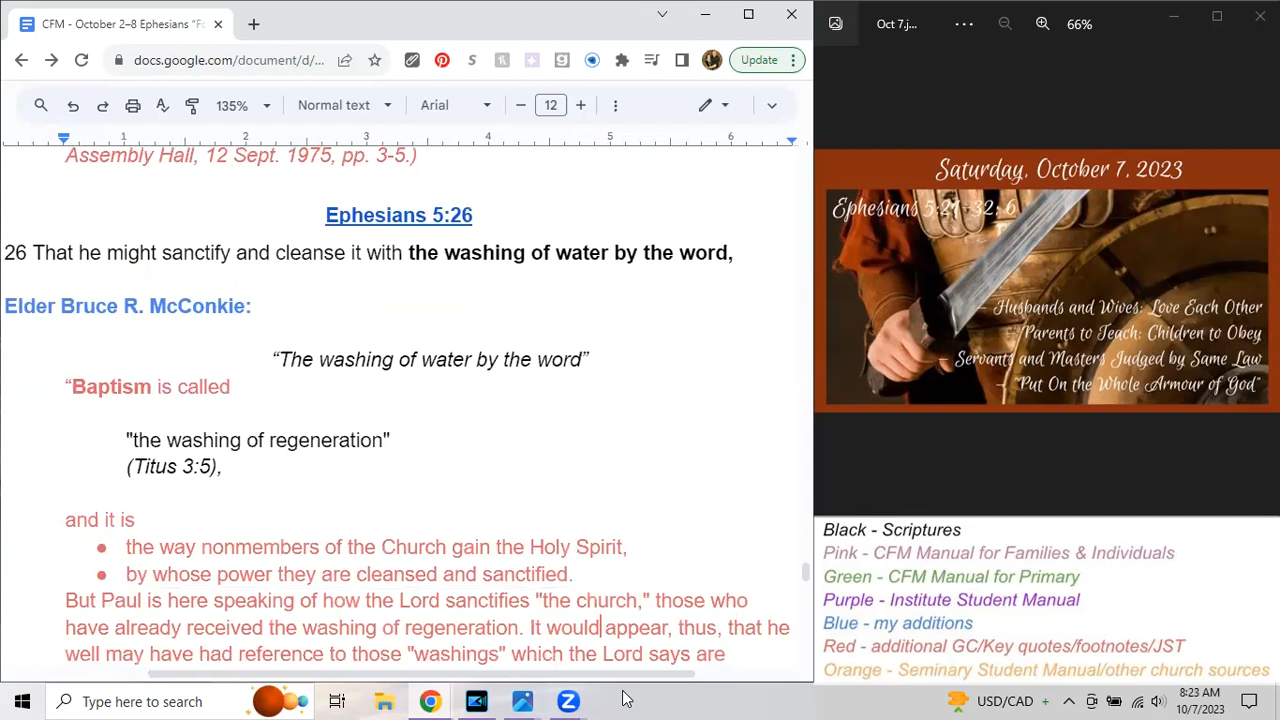 CFM - October 2–8 Ephesians “Fo
docs.google.com/document/d/...
Update
135%
Normal text
Arial
12
1 2 3 4 5 6
Assembly Hall, 12 Sept. 1975, pp. 3-5.)
Ephesians 5:26
26 That he might sanctify and cleanse it with the washing of water by the word,
Elder Bruce R. McConkie:
“The washing of water by the word”
“Baptism is called
"the washing of regeneration"
(Titus 3:5),
and it is
● the way nonmembers of the Church gain the Holy Spirit,
● by whose power they are cleansed and sanctified.
But Paul is here speaking of how the Lord sanctifies "the church," those who
have already received the washing of regeneration. It would appear, thus, that he
well may have had reference to those "washings" which the Lord says are
Oct 7.j...
66%
Saturday, October 7, 2023
Ephesians 5:21-32; 6
– Husbands and Wives: Love Each Other
– Parents to Teach: Children to Obey
– Servants and Masters Judged by Same Law
– "Put On the Whole Armour of God"
Black - Scriptures
Pink - CFM Manual for Families & Individuals
Green - CFM Manual for Primary
Purple - Institute Student Manual
Blue - my additions
Red - additional GC/Key quotes/footnotes/JST
Orange - Seminary Student Manual/other church sources
Type here to search
USD/CAD +
8:23 AM
10/7/2023